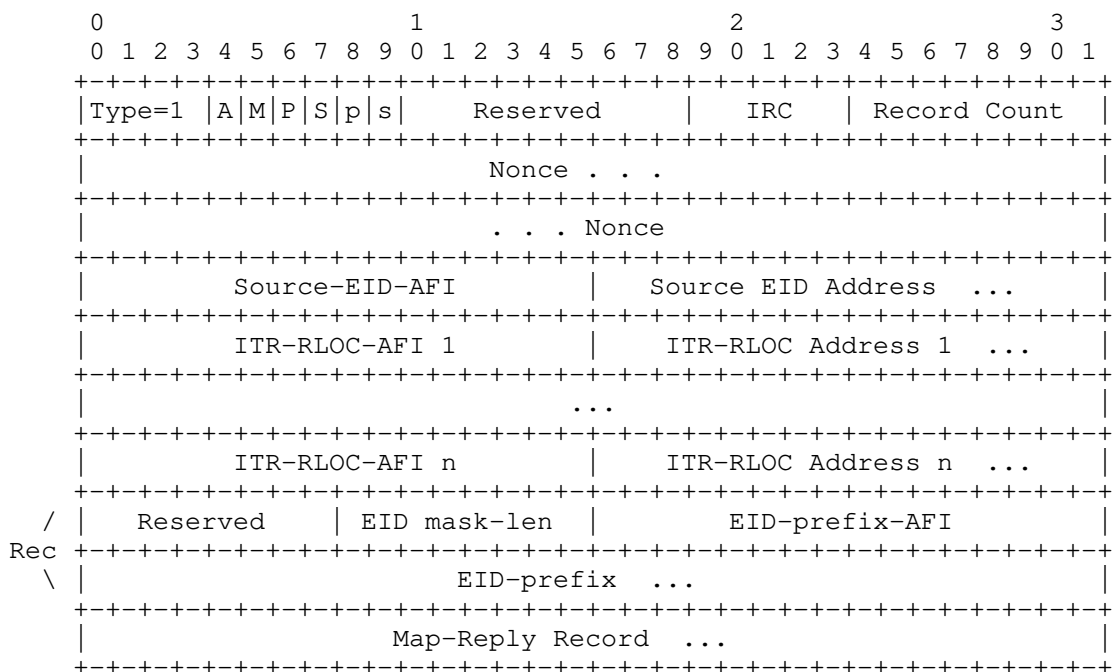 0                   1                   2                   3
 0 1 2 3 4 5 6 7 8 9 0 1 2 3 4 5 6 7 8 9 0 1 2 3 4 5 6 7 8 9 0 1
+-+-+-+-+-+-+-+-+-+-+-+-+-+-+-+-+-+-+-+-+-+-+-+-+-+-+-+-+-+-+-+-+
|Type=1 |A|M|P|S|p|s|    Reserved     |   IRC   | Record Count  |
+-+-+-+-+-+-+-+-+-+-+-+-+-+-+-+-+-+-+-+-+-+-+-+-+-+-+-+-+-+-+-+-+
|                         Nonce . . .                           |
+-+-+-+-+-+-+-+-+-+-+-+-+-+-+-+-+-+-+-+-+-+-+-+-+-+-+-+-+-+-+-+-+
|                         . . . Nonce                           |
+-+-+-+-+-+-+-+-+-+-+-+-+-+-+-+-+-+-+-+-+-+-+-+-+-+-+-+-+-+-+-+-+
|         Source-EID-AFI        |   Source EID Address  ...     |
+-+-+-+-+-+-+-+-+-+-+-+-+-+-+-+-+-+-+-+-+-+-+-+-+-+-+-+-+-+-+-+-+
|         ITR-RLOC-AFI 1        |    ITR-RLOC Address 1  ...    |
+-+-+-+-+-+-+-+-+-+-+-+-+-+-+-+-+-+-+-+-+-+-+-+-+-+-+-+-+-+-+-+-+
|                              ...                              |
+-+-+-+-+-+-+-+-+-+-+-+-+-+-+-+-+-+-+-+-+-+-+-+-+-+-+-+-+-+-+-+-+
|         ITR-RLOC-AFI n        |    ITR-RLOC Address n  ...    |
+-+-+-+-+-+-+-+-+-+-+-+-+-+-+-+-+-+-+-+-+-+-+-+-+-+-+-+-+-+-+-+-+
/ |   Reserved    | EID mask-len  |        EID-prefix-AFI         |
Rec +-+-+-+-+-+-+-+-+-+-+-+-+-+-+-+-+-+-+-+-+-+-+-+-+-+-+-+-+-+-+-+-+
\ |                       EID-prefix  ...                         |
+-+-+-+-+-+-+-+-+-+-+-+-+-+-+-+-+-+-+-+-+-+-+-+-+-+-+-+-+-+-+-+-+
|                   Map-Reply Record  ...                       |
+-+-+-+-+-+-+-+-+-+-+-+-+-+-+-+-+-+-+-+-+-+-+-+-+-+-+-+-+-+-+-+-+